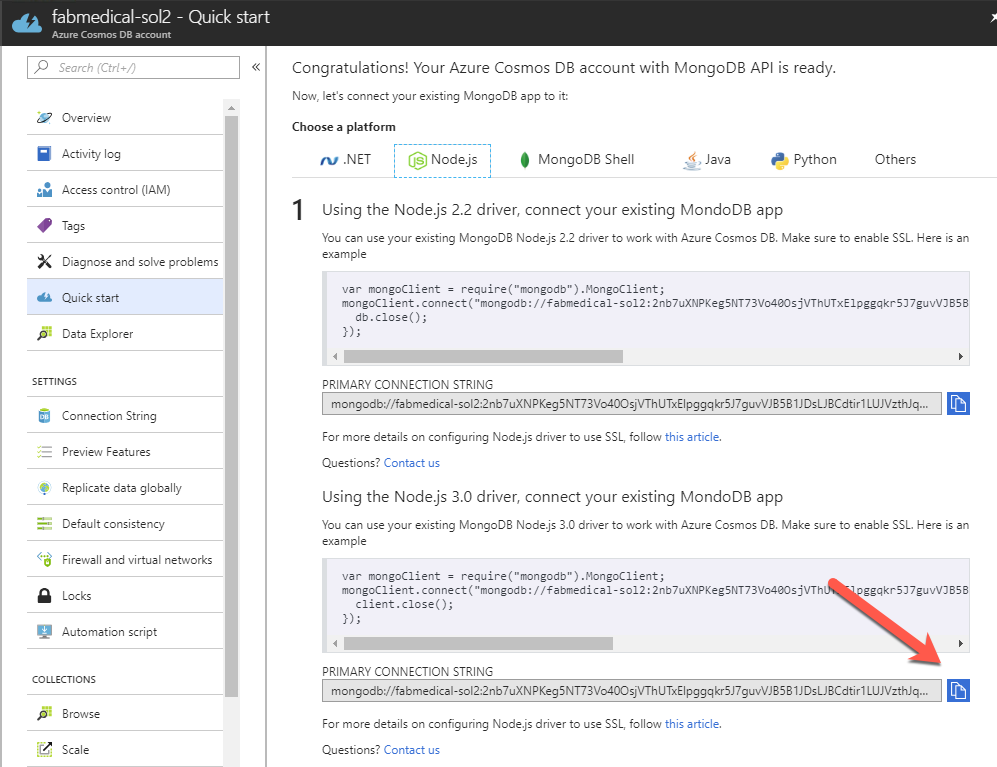 fabmedical-sol2 - Quick start
Azure Cosmos DB account
Search (Ctrl+/)
«
Overview
Activity log
Access control (IAM)
Tags
Diagnose and solve problems
Quick start
Data Explorer
SETTINGS
Connection String
Preview Features
Replicate data globally
Default consistency
Firewall and virtual networks
Locks
Automation script
COLLECTIONS
Browse
Scale
Congratulations! Your Azure Cosmos DB account with MongoDB API is ready.
Now, let's connect your existing MongoDB app to it:
Choose a platform
.NET
Node.js
MongoDB Shell
Java
Python
Others
1
Using the Node.js 2.2 driver, connect your existing MondoDB app
You can use your existing MongoDB Node.js 2.2 driver to work with Azure Cosmos DB. Make sure to enable SSL. Here is an
example
var mongoClient = require("mongodb").MongoClient;
mongoClient.connect("mongodb://fabmedical-sol2:2nb7uXNPKeg5NT73Vo40OsjVThUTxElpggqkr5J7guvVJB5B
db.close();
});
PRIMARY CONNECTION STRING
mongodb://fabmedical-sol2:2nb7uXNPKeg5NT73Vo40OsjVThUTxElpggqkr5J7guvVJB5B1JDsLJBCdtir1LUJVzthJq...
For more details on configuring Node.js driver to use SSL, follow this article.
Questions? Contact us
Using the Node.js 3.0 driver, connect your existing MondoDB app
You can use your existing MongoDB Node.js 3.0 driver to work with Azure Cosmos DB. Make sure to enable SSL. Here is an
example
var mongoClient = require("mongodb").MongoClient;
mongoClient.connect("mongodb://fabmedical-sol2:2nb7uXNPKeg5NT73Vo40OsjVThUTxElpggqkr5J7guvVJB5B
client.close();
});
PRIMARY CONNECTION STRING
mongodb://fabmedical-sol2:2nb7uXNPKeg5NT73Vo40OsjVThUTxElpggqkr5J7guvVJB5B1JDsLJBCdtir1LUJVzthJq...
For more details on configuring Node.js driver to use SSL, follow this article.
Questions? Contact us